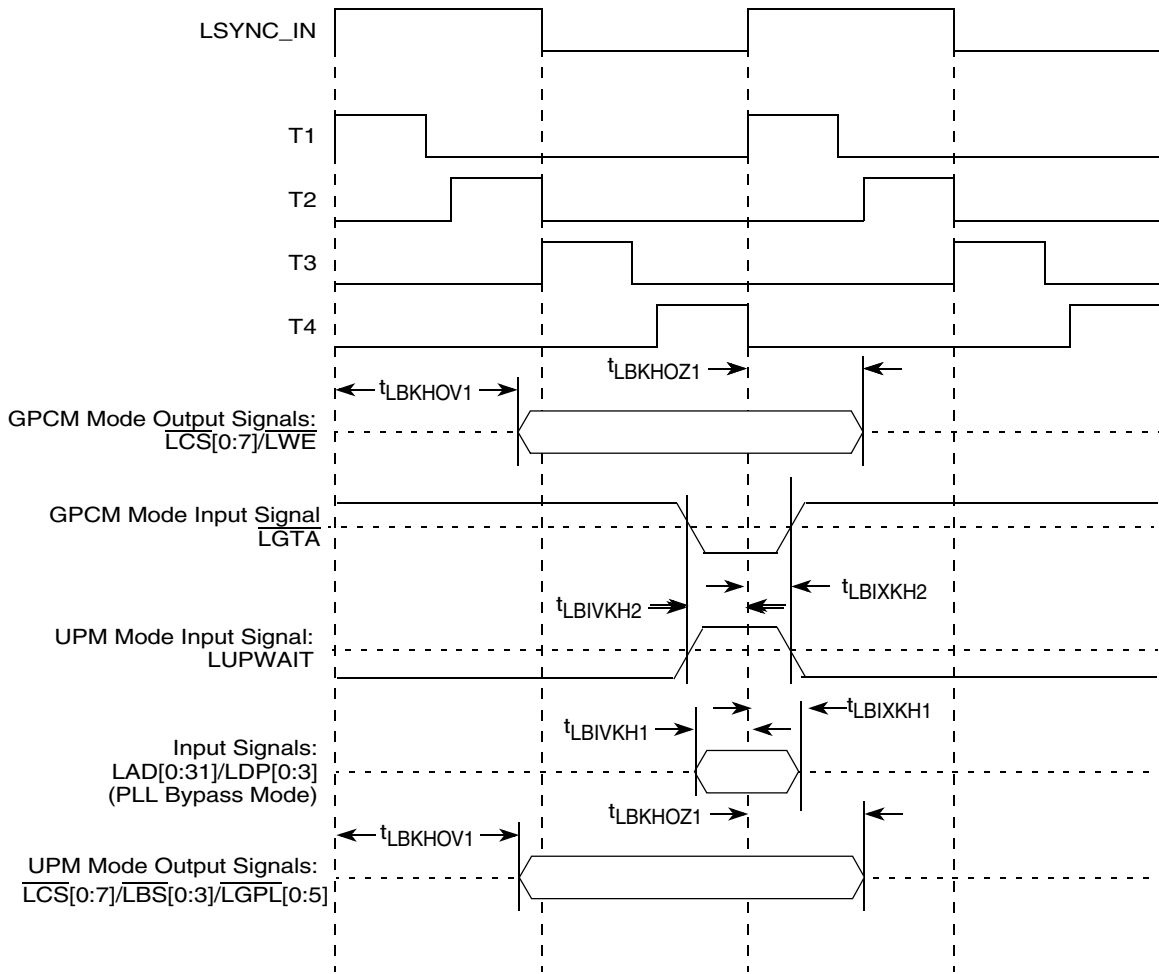 LSYNC_IN
T1
T2
T3
T4
tLBKHOZ1
tLBKHOV1
GPCM Mode Output Signals:
LCS[0:7]/LWE
GPCM Mode Input Signal
LGTA
tLBIVKH2
tLBIXKH2
UPM Mode Input Signal:
LUPWAIT
tLBIVKH1
tLBIXKH1
Input Signals:
LAD[0:31]/LDP[0:3]
(PLL Bypass Mode)
tLBKHOZ1
tLBKHOV1
UPM Mode Output Signals:
LCS[0:7]/LBS[0:3]/LGPL[0:5]